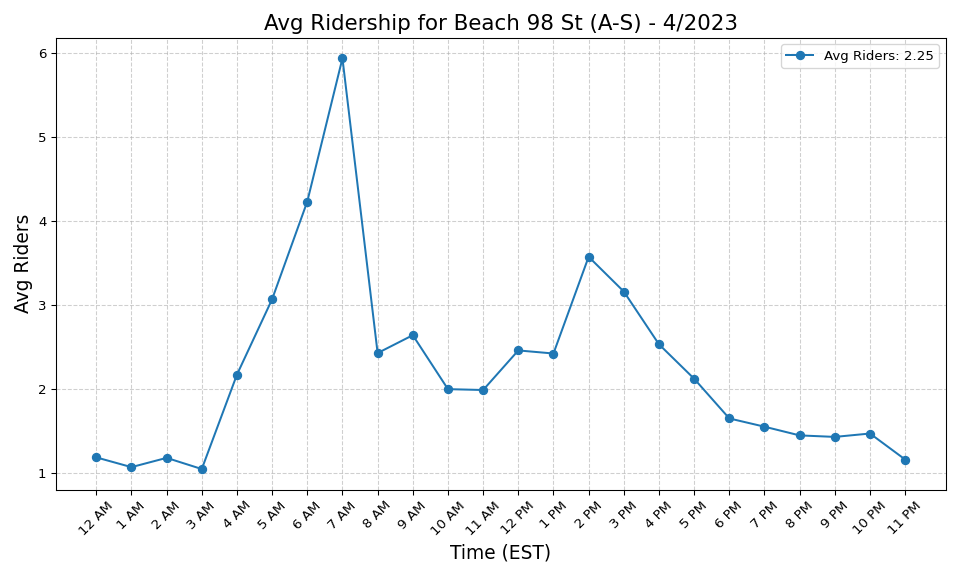 Avg Ridership for Beach 98 St (A-S) - 4/2023
Avg Riders: 2.25
Avg Riders
6
5
4
3
2
1
12 AM
1 AM
2 AM
3 AM
4 AM
5 AM
6 AM
7 AM
8 AM
9 AM
10 AM
11 AM
12 PM
1 PM
2 PM
3 PM
4 PM
5 PM
6 PM
7 PM
8 PM
9 PM
10 PM
11 PM
Time (EST)